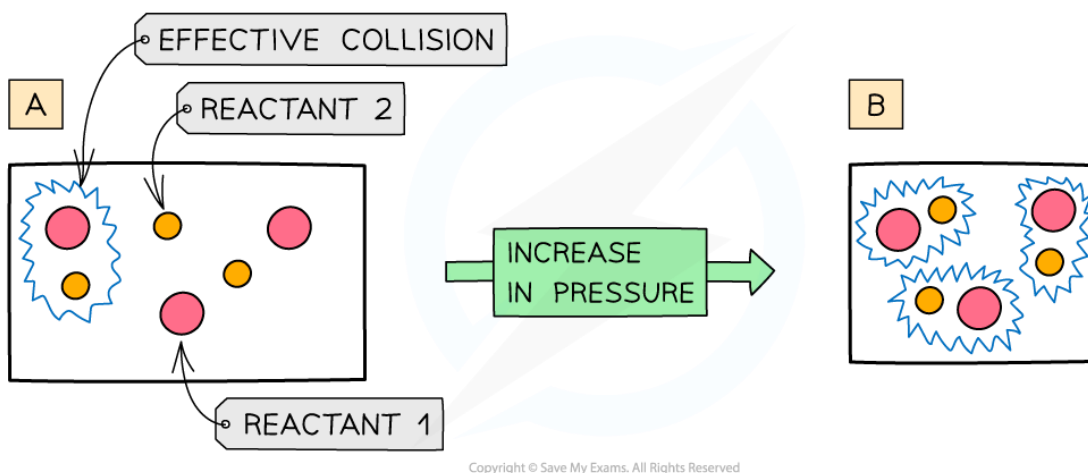 EFFECTIVE COLLISION
A
REACTANT 2
B
INCREASE
IN PRESSURE
REACTANT 1
Copyright © Save My Exams. All Rights Reserved